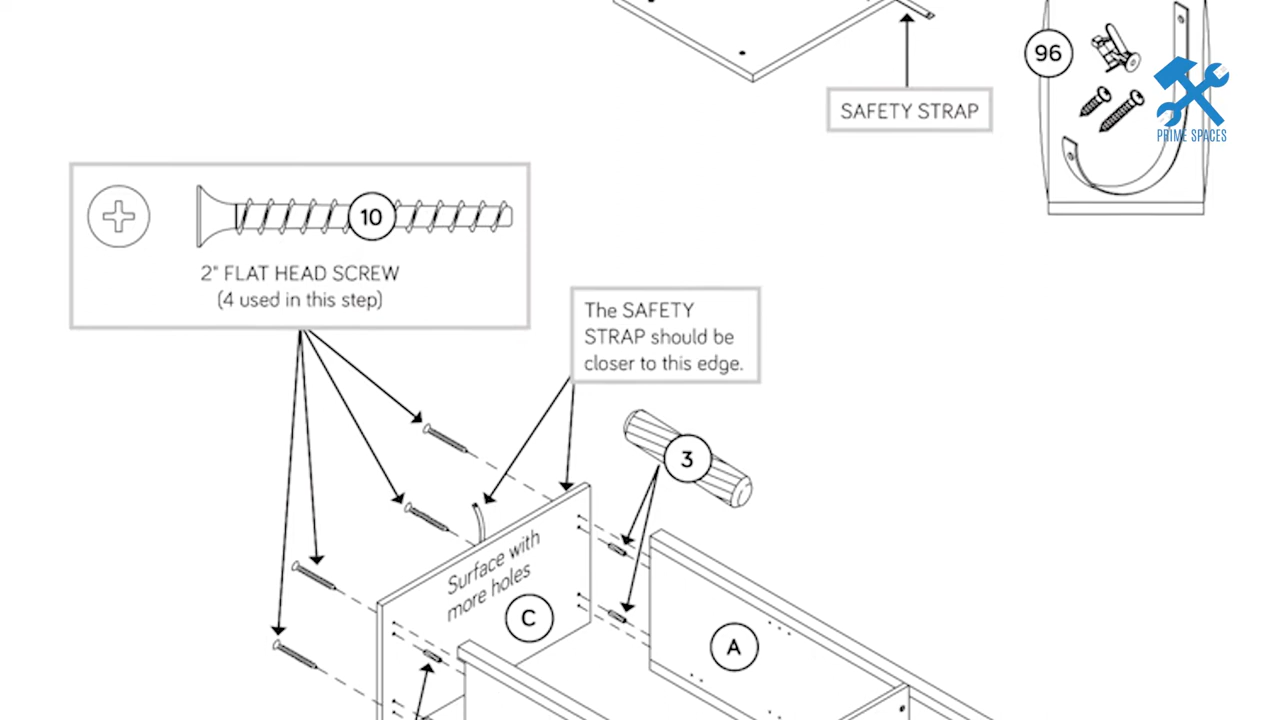 96
SAFETY STRAP
PRIME SPACES
10
2" FLAT HEAD SCREW
(4 used in this step)
The SAFETY
STRAP should be
closer to this edge.
3
Surface with
more holes
C
A